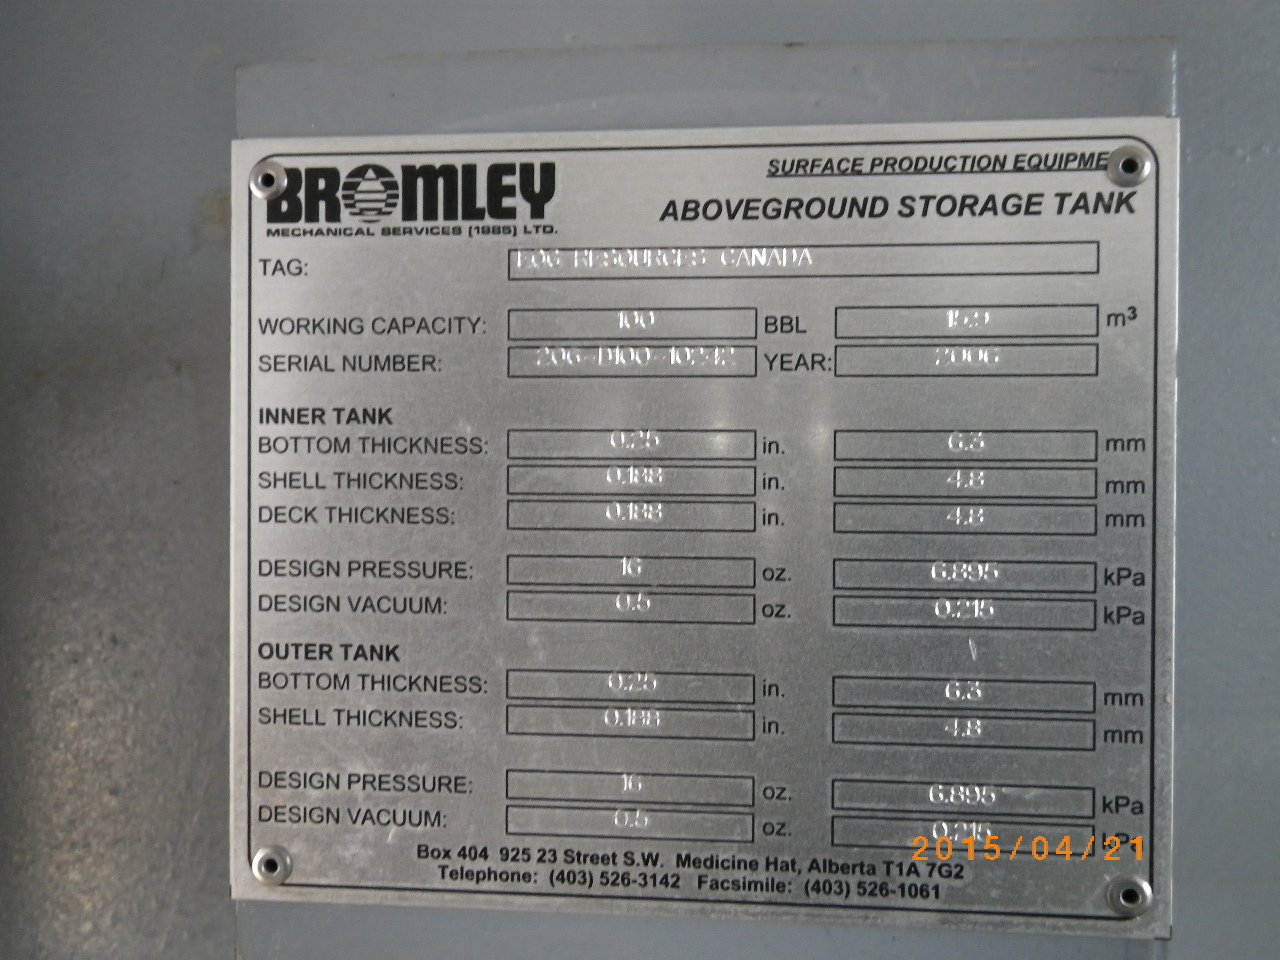 BROMLEY
MECHANICAL SERVICES (1985) LTD.
SURFACE PRODUCTION EQUIPME
ABOVEGROUND STORAGE TANK
TAG: EOG RESOURCES CANADA
WORKING CAPACITY: 100 BBL 15.9 m³
SERIAL NUMBER: 206-D100-10242 YEAR: 2006
INNER TANK
BOTTOM THICKNESS: 0.25 in. 6.3 mm
SHELL THICKNESS: 0.188 in. 4.8 mm
DECK THICKNESS: 0.188 in. 4.8 mm
DESIGN PRESSURE: 16 oz. 6.895 kPa
DESIGN VACUUM: 0.5 oz. 0.215 kPa
OUTER TANK
BOTTOM THICKNESS: 0.25 in. 6.3 mm
SHELL THICKNESS: 0.188 in. 4.8 mm
DESIGN PRESSURE: 16 oz. 6.895 kPa
DESIGN VACUUM: 0.5 oz. 0.215 kPa
2015/04/21
Box 404 925 23 Street S.W. Medicine Hat, Alberta T1A 7G2
Telephone: (403) 526-3142 Facsimile: (403) 526-1061